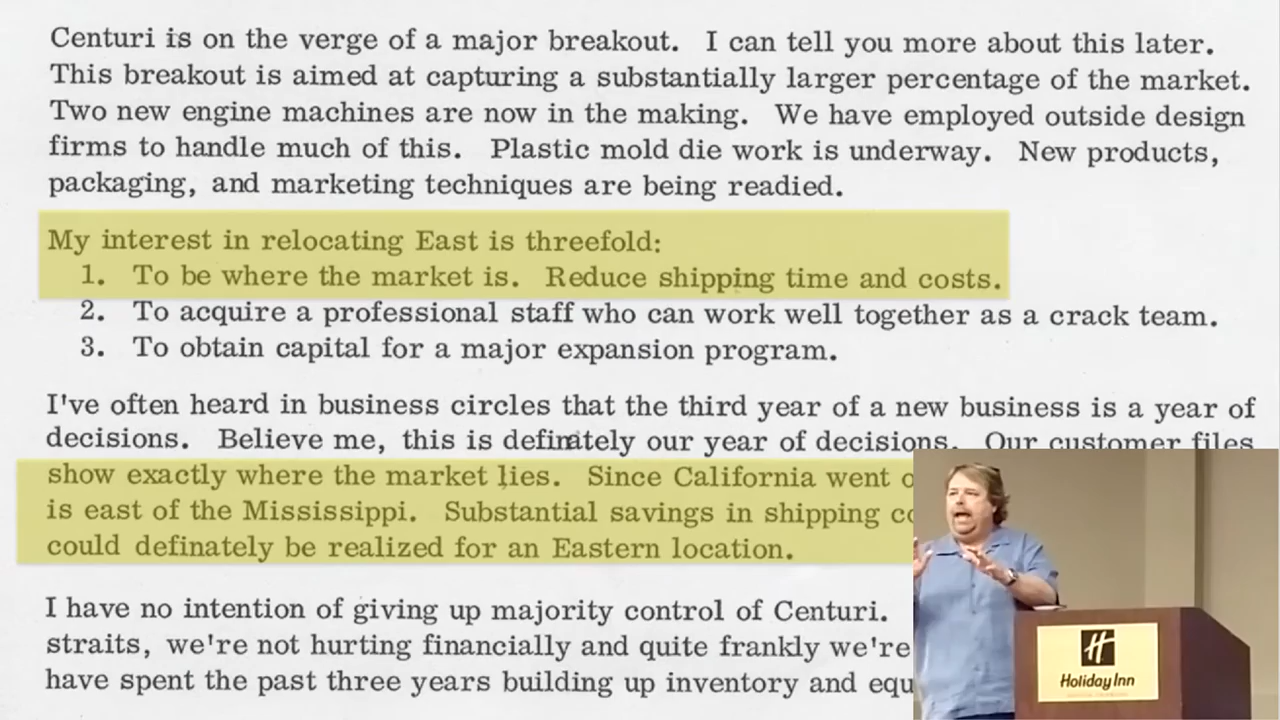 Centuri is on the verge of a major breakout. I can tell you more about this later.
This breakout is aimed at capturing a substantially larger percentage of the market.
Two new engine machines are now in the making. We have employed outside design
firms to handle much of this. Plastic mold die work is underway. New products,
packaging, and marketing techniques are being readied.
My interest in relocating East is threefold:
1. To be where the market is. Reduce shipping time and costs.
2. To acquire a professional staff who can work well together as a crack team.
3. To obtain capital for a major expansion program.
I've often heard in business circles that the third year of a new business is a year of
decisions. Believe me, this is definately our year of decisions. Our customer files
show exactly where the market lies. Since California went
is east of the Mississippi. Substantial savings in shipping
could definately be realized for an Eastern location.
I have no intention of giving up majority control of Centuri.
straits, we're not hurting financially and quite frankly we're
have spent the past three years building up inventory and
H
Holiday Inn